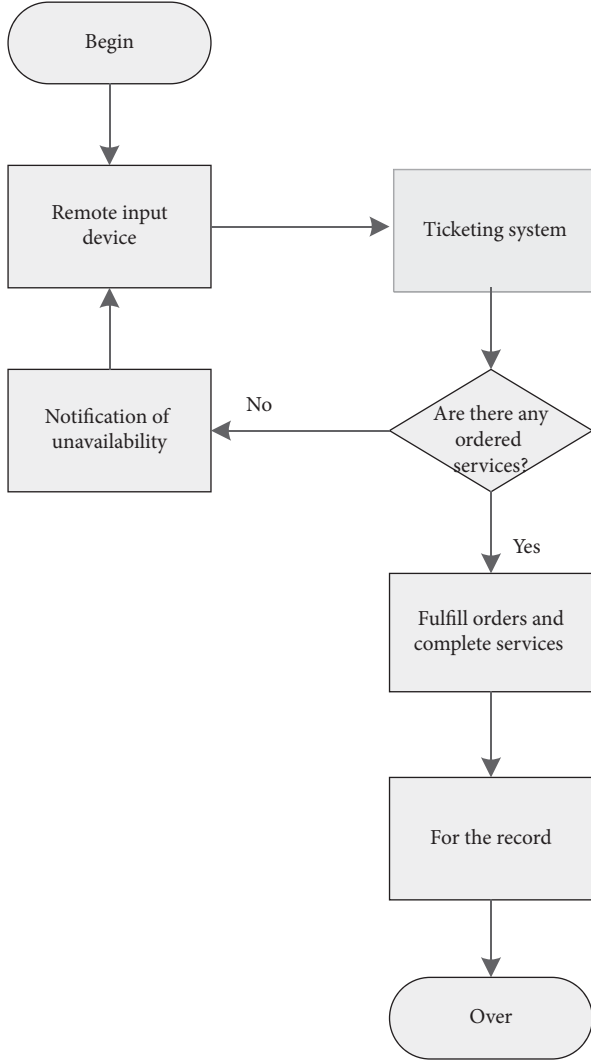 Begin
Remote input
device
Ticketing system
Notification of
unavailability
No
Are there any
ordered
services?
Yes
Fulfill orders and
complete services
For the record
Over